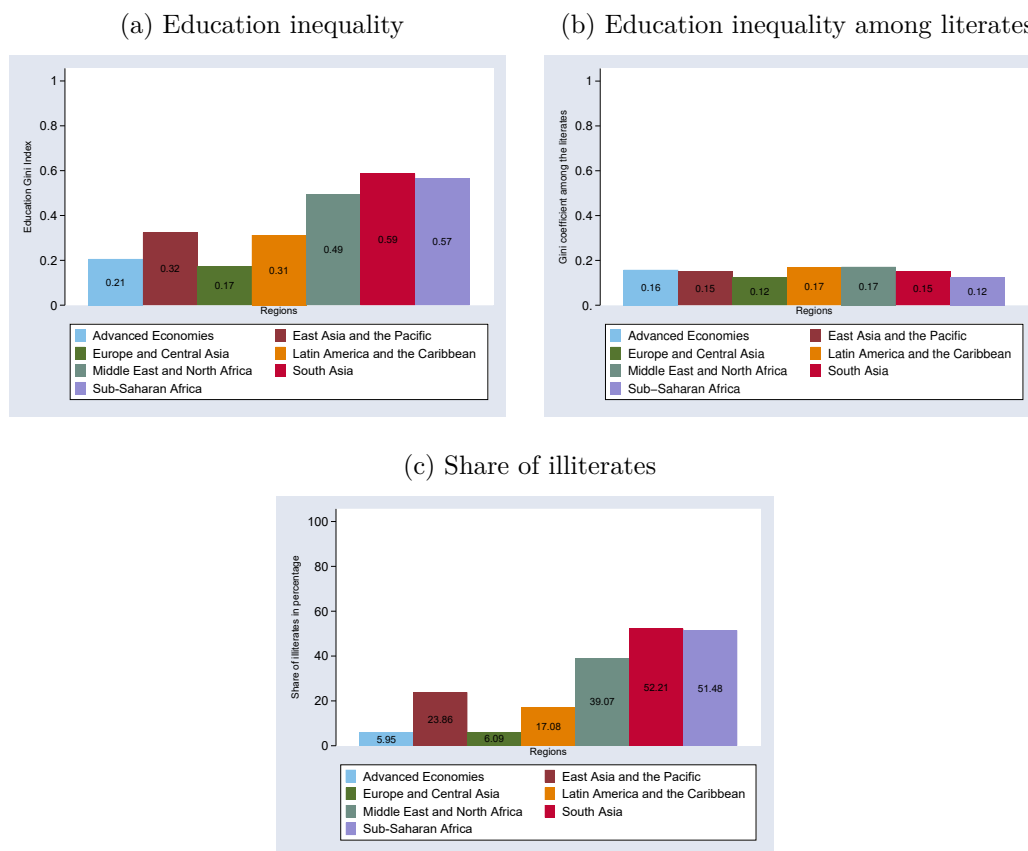 (a) Education inequality
Education Gini Index
1
0.8
0.6
0.4
0.2
0
0.21
0.32
0.17
0.31
0.49
0.59
0.57
Regions
Advanced Economies
East Asia and the Pacific
Europe and Central Asia
Latin America and the Caribbean
Middle East and North Africa
South Asia
Sub-Saharan Africa
(b) Education inequality among literates
Gini coefficient among the literates
1
0.8
0.6
0.4
0.2
0.
0.16
0.15
0.12
0.17
0.17
0.15
0.12
Regions
Advanced Economies
East Asia and the Pacific
Europe and Central Asia
Latin America and the Caribbean
Middle East and North Africa
South Asia
Sub−Saharan Africa
(c) Share of illiterates
Share of illiterates in percentage
100
80
60
40
20
0
5.95
23.86
6.09
17.08
39.07
52.21
51.48
Regions
Advanced Economies
East Asia and the Pacific
Europe and Central Asia
Latin America and the Caribbean
Middle East and North Africa
South Asia
Sub-Saharan Africa